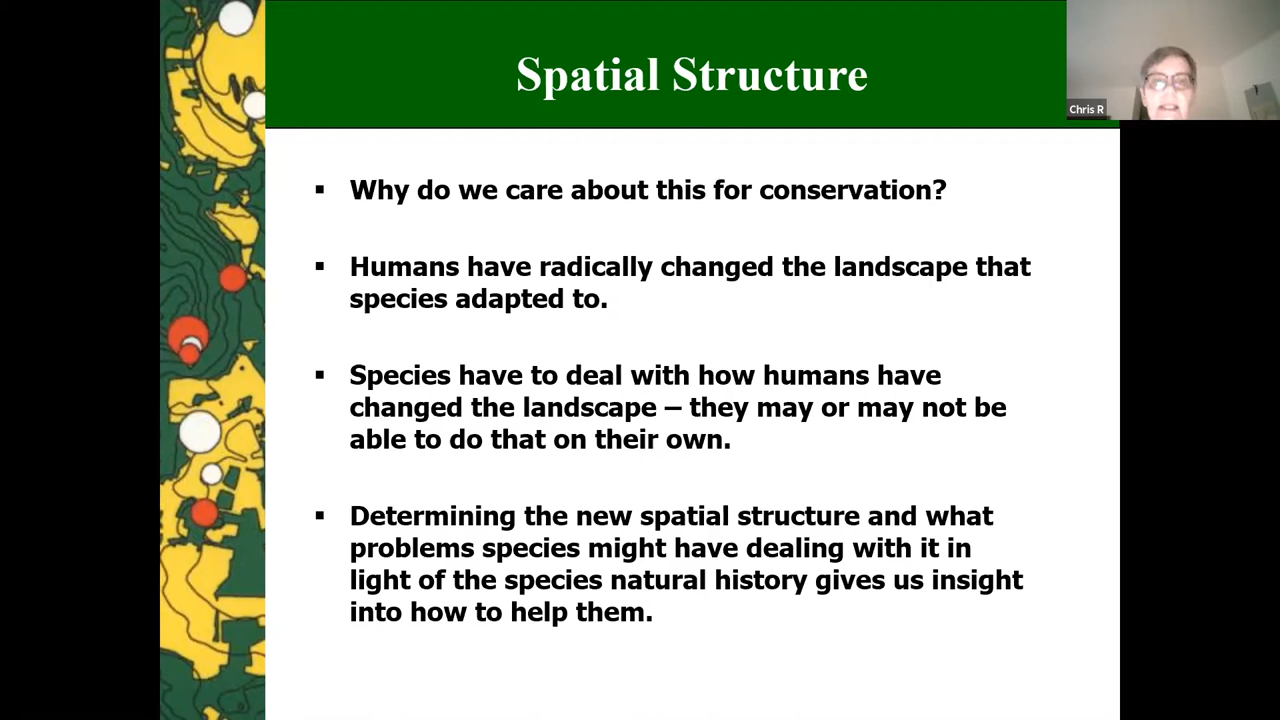 Spatial Structure
Chris R
▪ Why do we care about this for conservation?
▪ Humans have radically changed the landscape that
species adapted to.
▪ Species have to deal with how humans have
changed the landscape – they may or may not be
able to do that on their own.
▪ Determining the new spatial structure and what
problems species might have dealing with it in
light of the species natural history gives us insight
into how to help them.